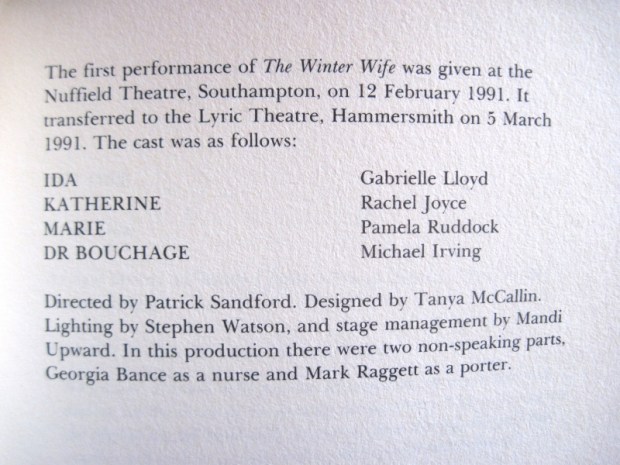 The first performance of The Winter Wife was given at the
Nuffield Theatre, Southampton, on 12 February 1991. It
transferred to the Lyric Theatre, Hammersmith on 5 March
1991. The cast was as follows:
IDA Gabrielle Lloyd
KATHERINE Rachel Joyce
MARIE Pamela Ruddock
DR BOUCHAGE Michael Irving
Directed by Patrick Sandford. Designed by Tanya McCallin.
Lighting by Stephen Watson, and stage management by Mandi
Upward. In this production there were two non-speaking parts,
Georgia Bance as a nurse and Mark Raggett as a porter.